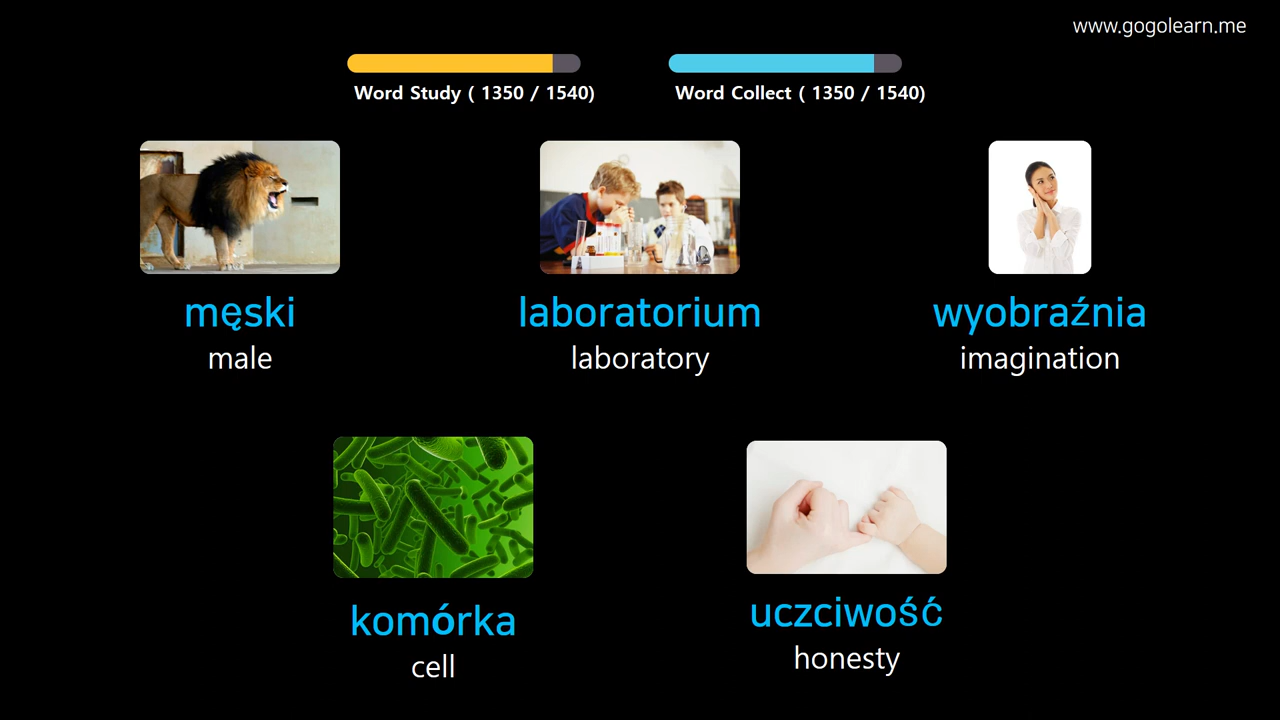 www.gogolearn.me
Word Study ( 1350 / 1540)
Word Collect ( 1350 / 1540)
męski
male
laboratorium
laboratory
wyobraźnia
imagination
komórka
cell
uczciwość
honesty